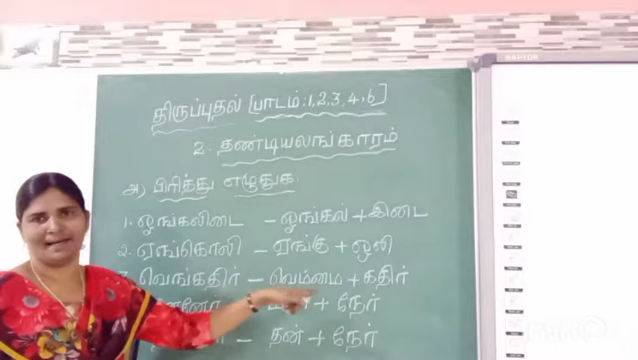 திருப்புதல் [பாடம்:1,2,3,4,6]
2. தண்டியலங்காரம்
அ) பிரித்து எழுதுக.
1. ஓங்கலிடை - ஓங்கல் + இடை
2. ஏங்கொலி - ஏங்கு + ஒலி
வெங்கதிர் - வெம்மை + கதிர்
+ நேர்
- தன் + நேர்